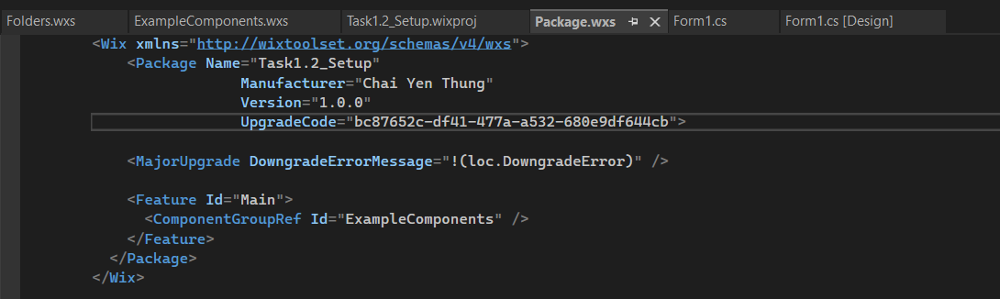 Folders.wxs ExampleComponents.wxs Task1.2_Setup.wixproj Package.wxs Form1.cs Form1.cs [Design]
<Wix xmlns="http://wixtoolset.org/schemas/v4/wxs">
<Package Name="Task1.2_Setup"
Manufacturer="Chai Yen Thung"
Version="1.0.0"
UpgradeCode="bc87652c-df41-477a-a532-680e9df644cb">
<MajorUpgrade DowngradeErrorMessage="!(loc.DowngradeError)" />
<Feature Id="Main">
<ComponentGroupRef Id="ExampleComponents" />
</Feature>
</Package>
</Wix>